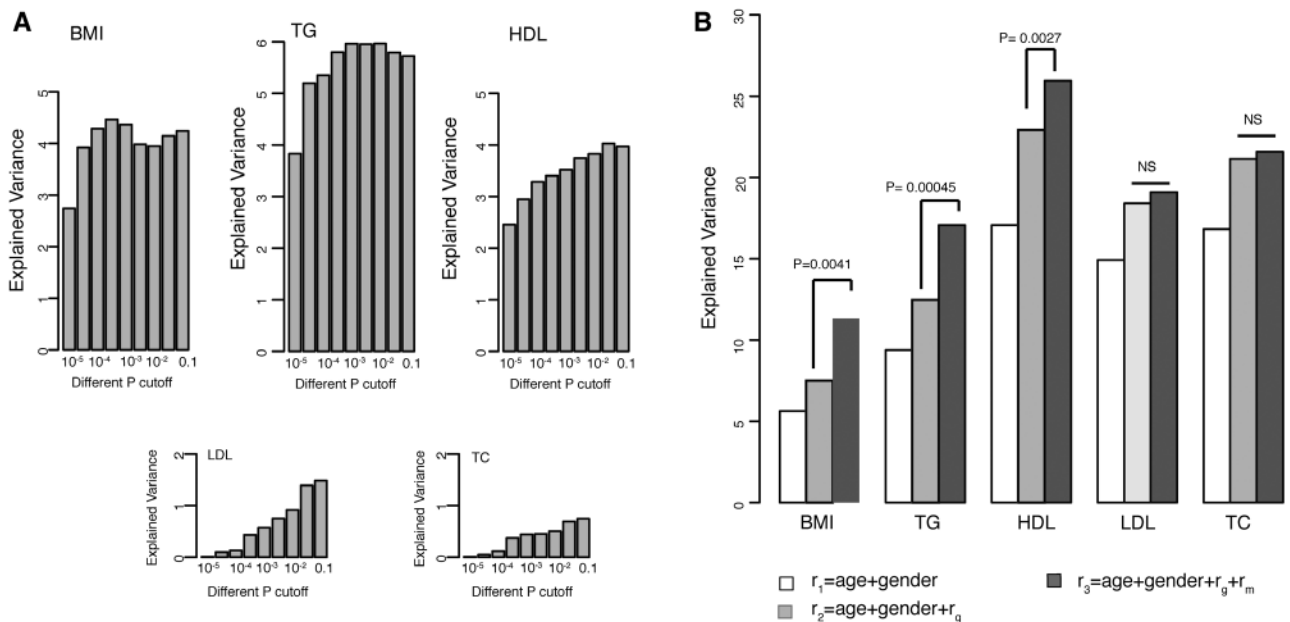 A
BMI
Explained Variance
0 1 2 3 4 5
10-5 10-4 10-3 10-2 0.1
Different P cutoff
TG
Explained Variance
0 1 2 3 4 5 6
10-5 10-4 10-3 10-2 0.1
Different P cutoff
HDL
Explained Variance
0 1 2 3 4 5
10-5 10-4 10-3 10-2 0.1
Different P cutoff
LDL
Explained Variance
0 1 2
10-5 10-4 10-3 10-2 0.1
Different P cutoff
TC
Explained Variance
0 1 2
10-5 10-4 10-3 10-2 0.1
Different P cutoff
B
Explained Variance
0 5 10 15 20 25 30
P=0.0041
P= 0.00045
P= 0.0027
NS
NS
BMI TG HDL LDL TC
r1=age+gender
r2=age+gender+rg
r3=age+gender+rg+rm